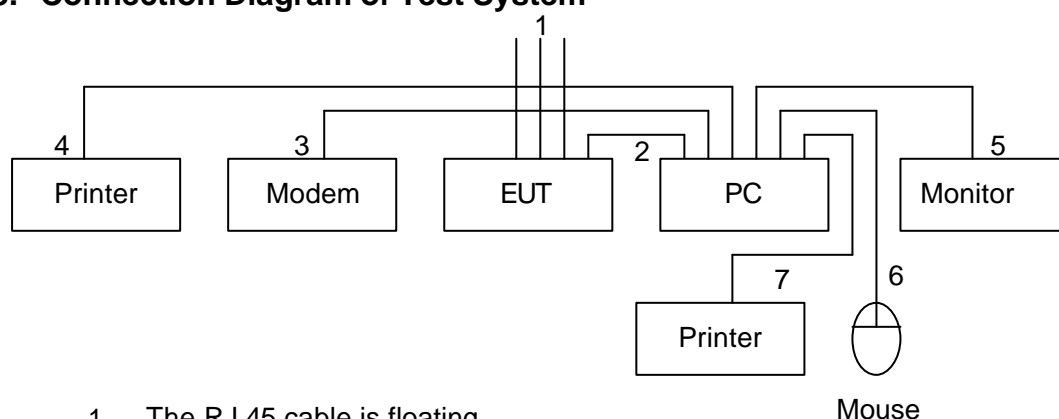 Connection Diagram of Test System
1
4
3
2
5
Printer
Modem
EUT
PC
Monitor
7
6
Printer
Mouse
1 The RJ45 cable is floating